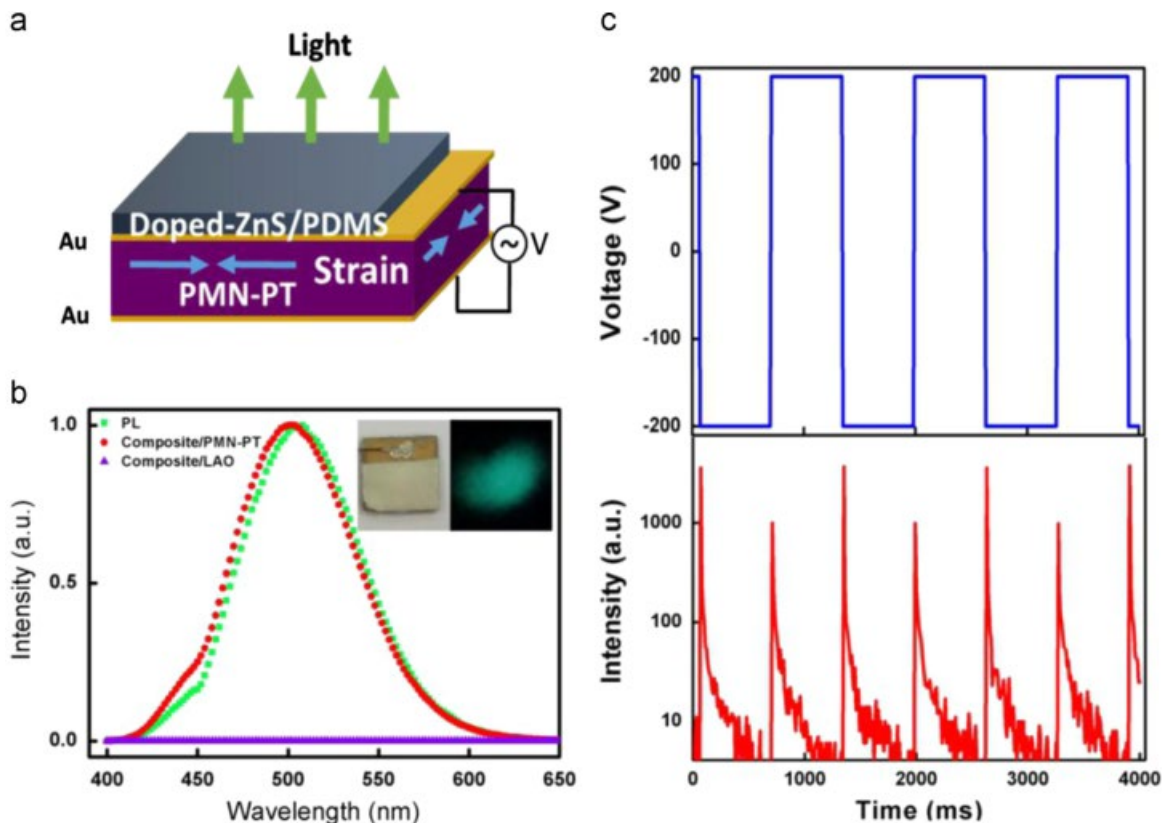 a
Light
Doped-ZnS/PDMS
Au
Strain
V
PMN-PT
Au
b
PL
Composite/PMN-PT
Composite/LAO
1.0
0.5
0.0
Intensity (a.u.)
400 450 500 550 600 650
Wavelength (nm)
c
200
100
0
-100
-200
Voltage (V)
1000
100
10
Intensity (a.u.)
0 1000 2000 3000 4000
Time (ms)